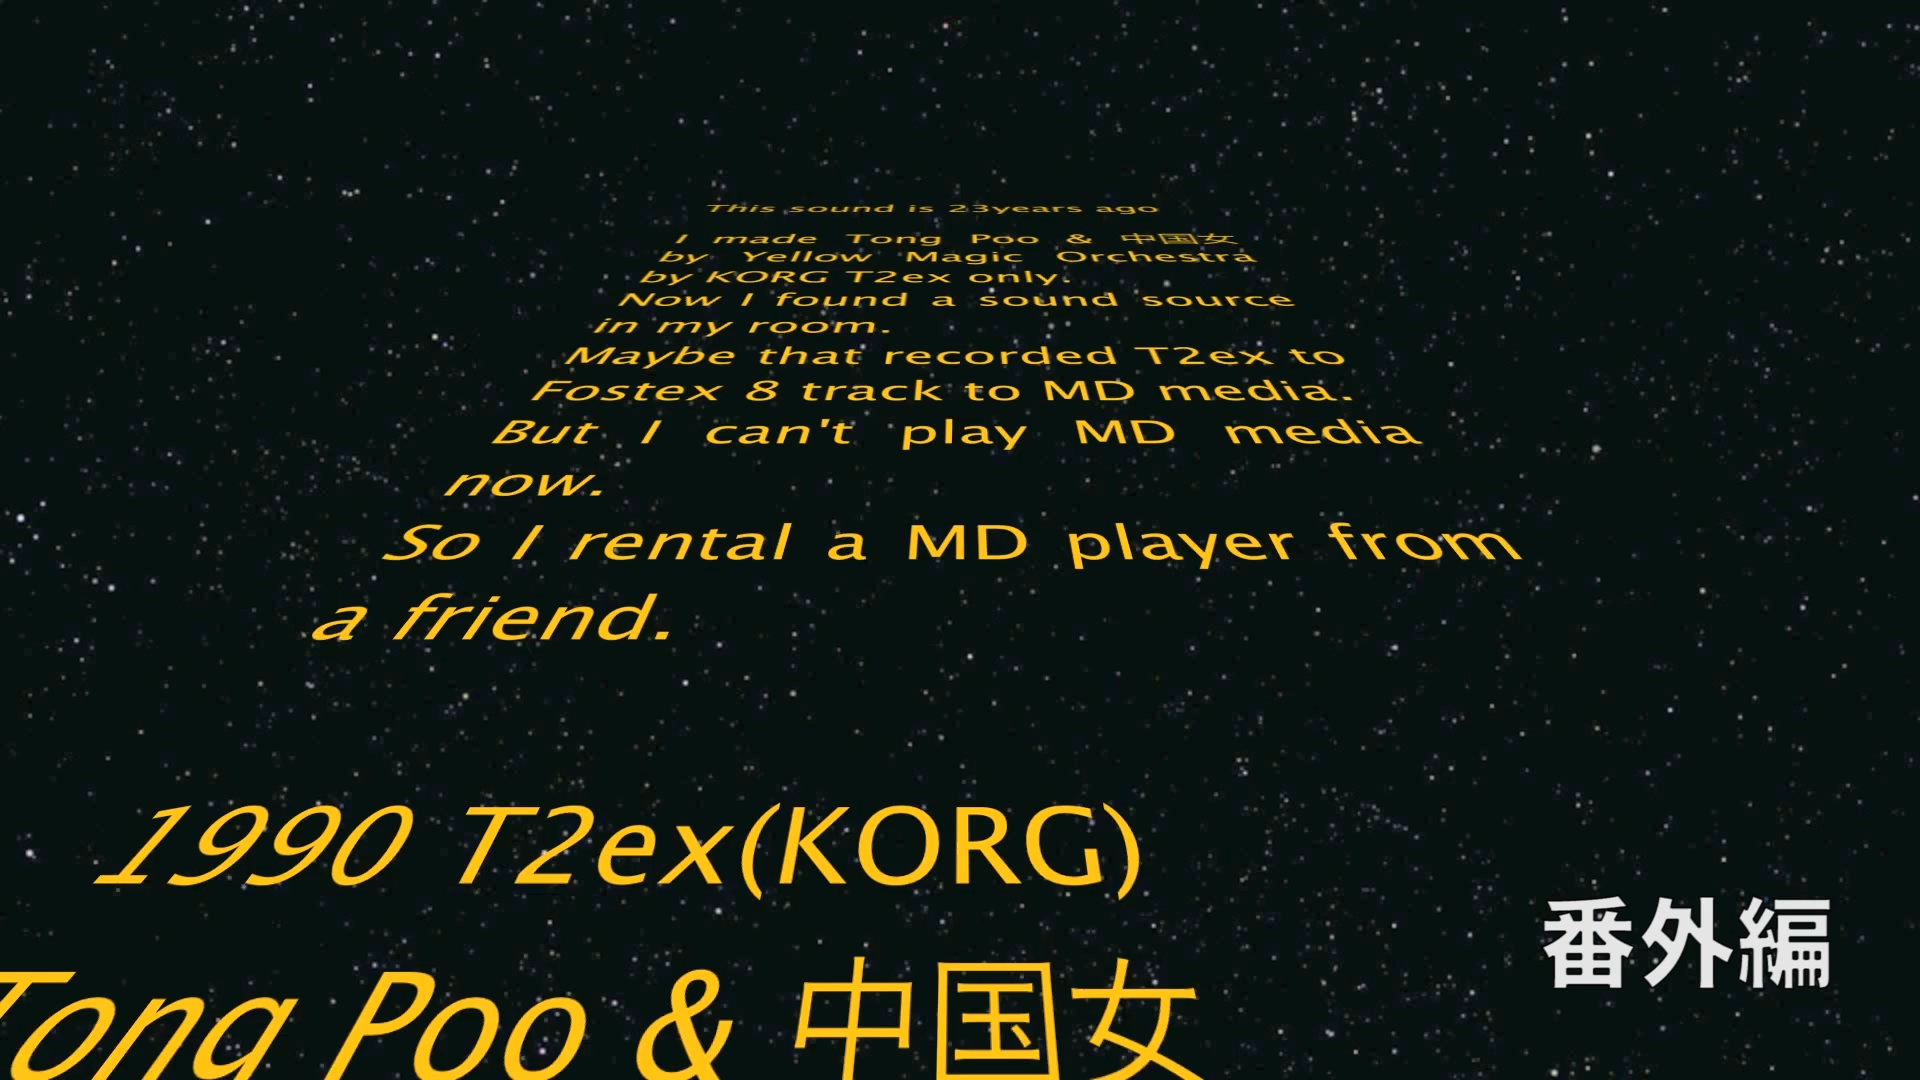 This sound is 23years ago
I made Tong Poo & 中国女
by Yellow Magic Orchestra
by KORG T2ex only.
Now I found a sound source
in my room.
Maybe that recorded T2ex to
Fostex 8 track to MD media.
But I can't play MD media
now.
So I rental a MD player from
a friend.
1990 T2ex(KORG)
Tong Poo & 中国女
番外編